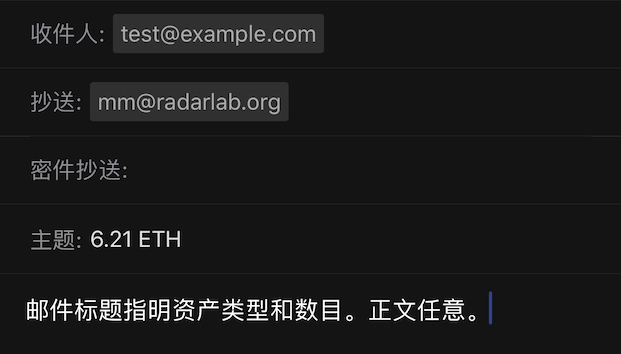 收件人: test@example.com
抄送: mm@radarlab.org
密件抄送:
主题: 6.21 ETH
邮件标题指明资产类型和数目。正文任意。